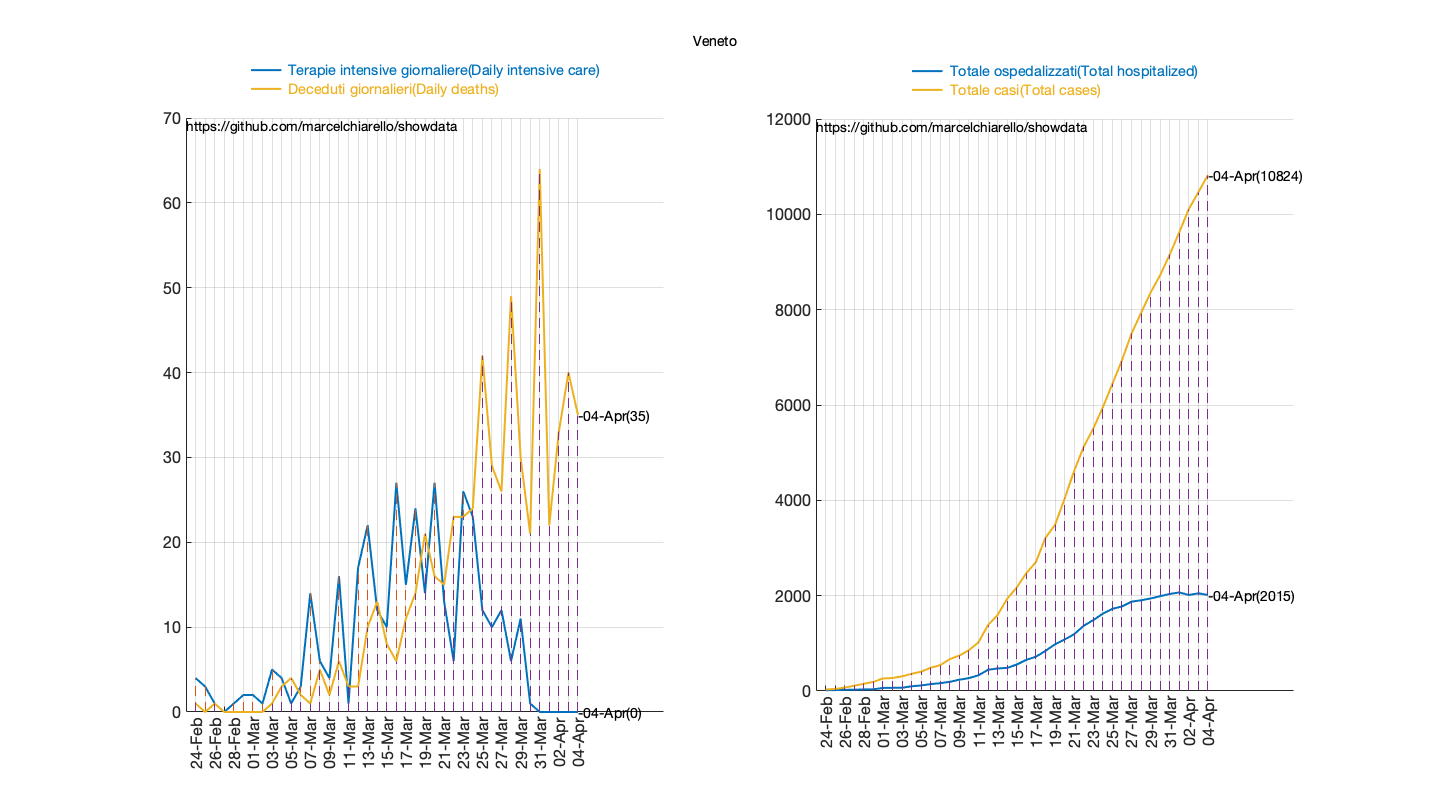 Veneto
Terapie intensive giornaliere(Daily intensive care)
Deceduti giornalieri(Daily deaths)
70
https://github.com/marcelchiarello/showdata
60
50
40
-04-Apr(35)
30
20
10
0
-04-Apr(0)
24-Feb
26-Feb
28-Feb
01-Mar
03-Mar
05-Mar
07-Mar
09-Mar
11-Mar
13-Mar
15-Mar
17-Mar
19-Mar
21-Mar
23-Mar
25-Mar
27-Mar
29-Mar
31-Mar
02-Apr
04-Apr
Totale ospedalizzati(Total hospitalized)
Totale casi(Total cases)
12000
https://github.com/marcelchiarello/showdata
-04-Apr(10824)
10000
8000
6000
4000
2000
-04-Apr(2015)
0
24-Feb
26-Feb
28-Feb
01-Mar
03-Mar
05-Mar
07-Mar
09-Mar
11-Mar
13-Mar
15-Mar
17-Mar
19-Mar
21-Mar
23-Mar
25-Mar
27-Mar
29-Mar
31-Mar
02-Apr
04-Apr